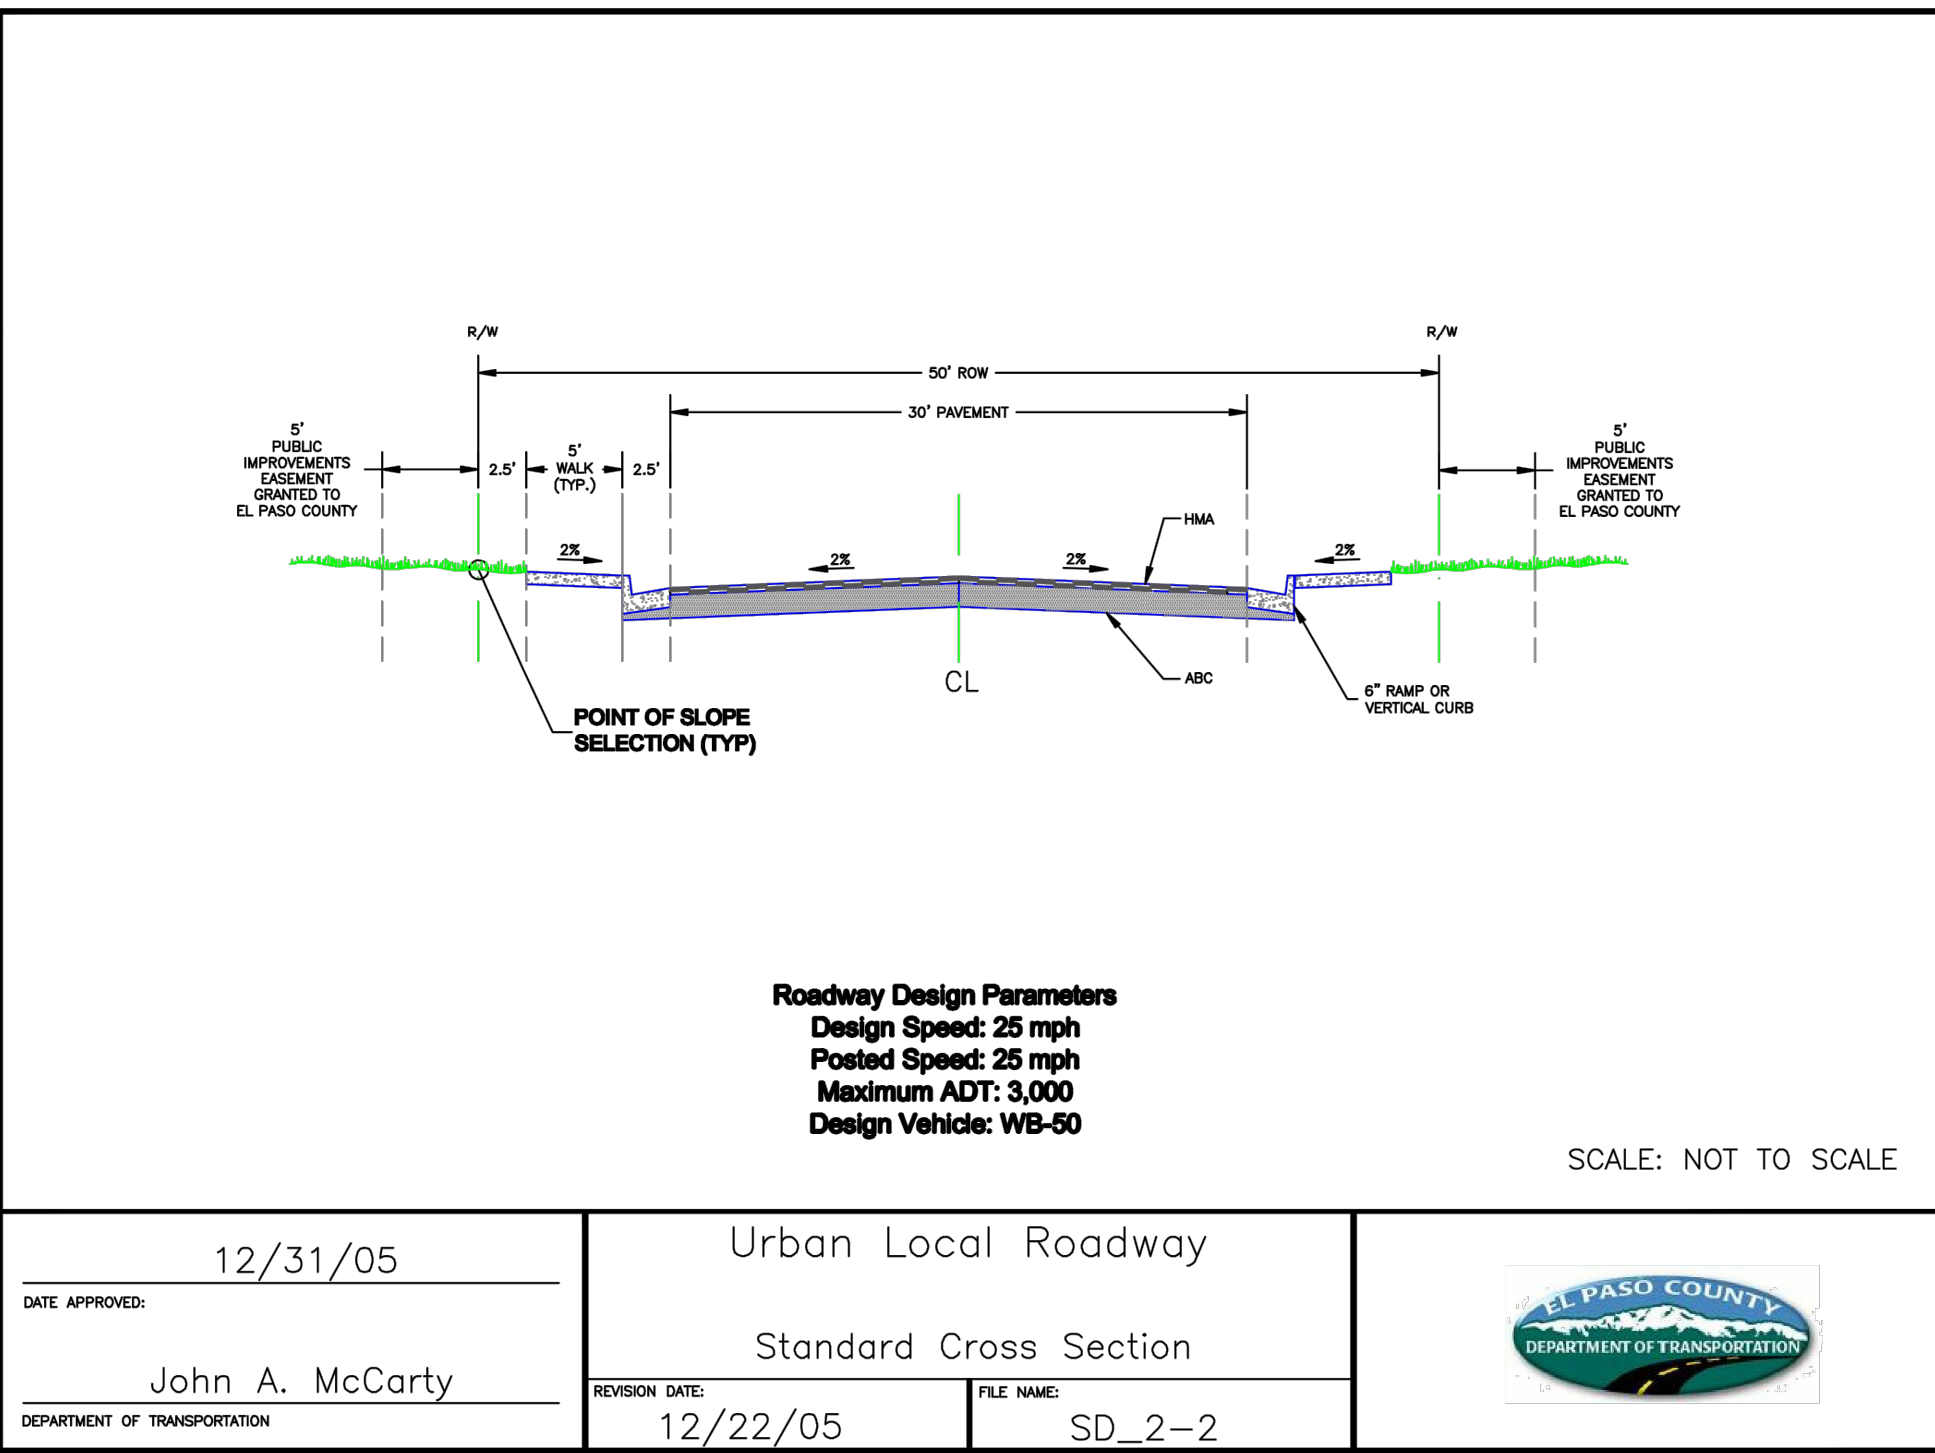 R/W
R/W
50' ROW
30' PAVEMENT
5'
PUBLIC
IMPROVEMENTS
EASEMENT
GRANTED TO
EL PASO COUNTY
2.5'
5'
WALK
(TYP.)
2.5'
5'
PUBLIC
IMPROVEMENTS
EASEMENT
GRANTED TO
EL PASO COUNTY
HMA
2%
2%
2%
2%
CL
ABC
6" RAMP OR
VERTICAL CURB
POINT OF SLOPE
SELECTION (TYP)
Roadway Design Parameters
Design Speed: 25 mph
Posted Speed: 25 mph
Maximum ADT: 3,000
Design Vehicle: WB-50
SCALE: NOT TO SCALE
12/31/05
DATE APPROVED:
John A. McCarty
DEPARTMENT OF TRANSPORTATION
Urban Local Roadway
Standard Cross Section
REVISION DATE:
12/22/05
FILE NAME:
SD_2-2
EL PASO COUNTY
DEPARTMENT OF TRANSPORTATION